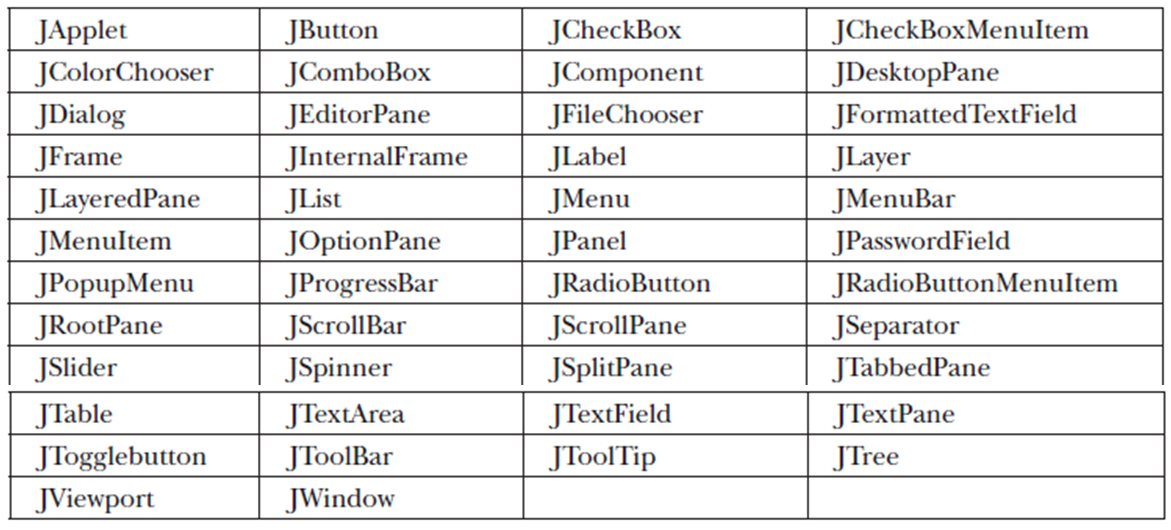 JApplet JButton JCheckBox JCheckBoxMenuItem
JColorChooser JComboBox JComponent JDesktopPane
JDialog JEditorPane JFileChooser JFormattedTextField
JFrame JInternalFrame JLabel JLayer
JLayeredPane JList JMenu JMenuBar
JMenuItem JOptionPane JPanel JPasswordField
JPopupMenu JProgressBar JRadioButton JRadioButtonMenuItem
JRootPane JScrollBar JScrollPane JSeparator
JSlider JSpinner JSplitPane JTabbedPane
JTable JTextArea JTextField JTextPane
JTogglebutton JToolBar JToolTip JTree
JViewport JWindow